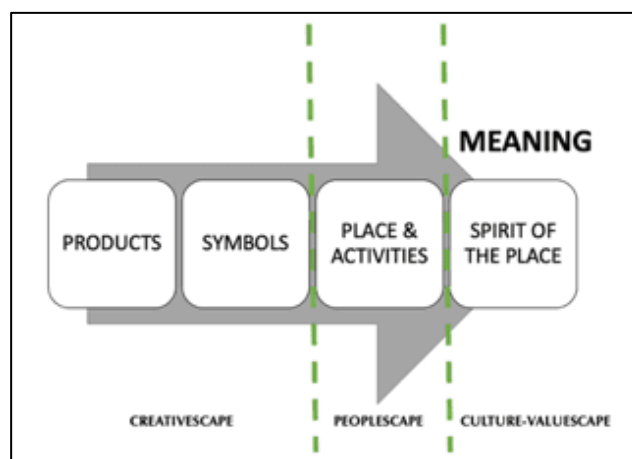 MEANING
PRODUCTS
SYMBOLS
PLACE &
ACTIVITIES
SPIRIT OF
THE PLACE
CREATIVESCAPE
PEOPLESCAPE
CULTURE-VALUESCAPE